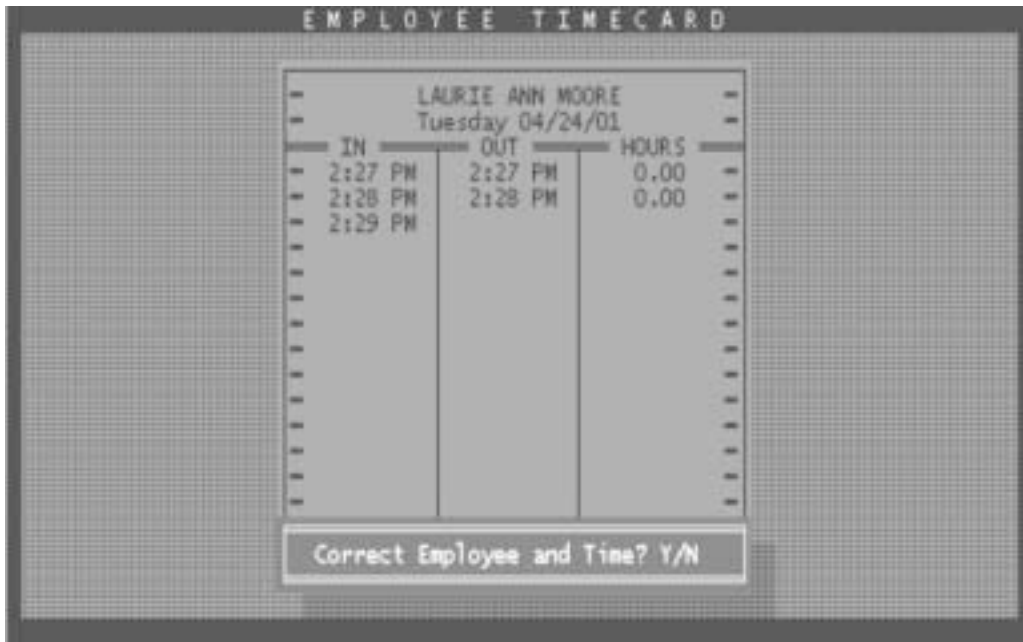 EMPLOYEE TIMECARD
LAURIE ANN MOORE
Tuesday 04/24/01
IN OUT HOURS
2:27 PM 2:27 PM 0.00
2:28 PM 2:28 PM 0.00
2:29 PM
Correct Employee and Time? Y/N